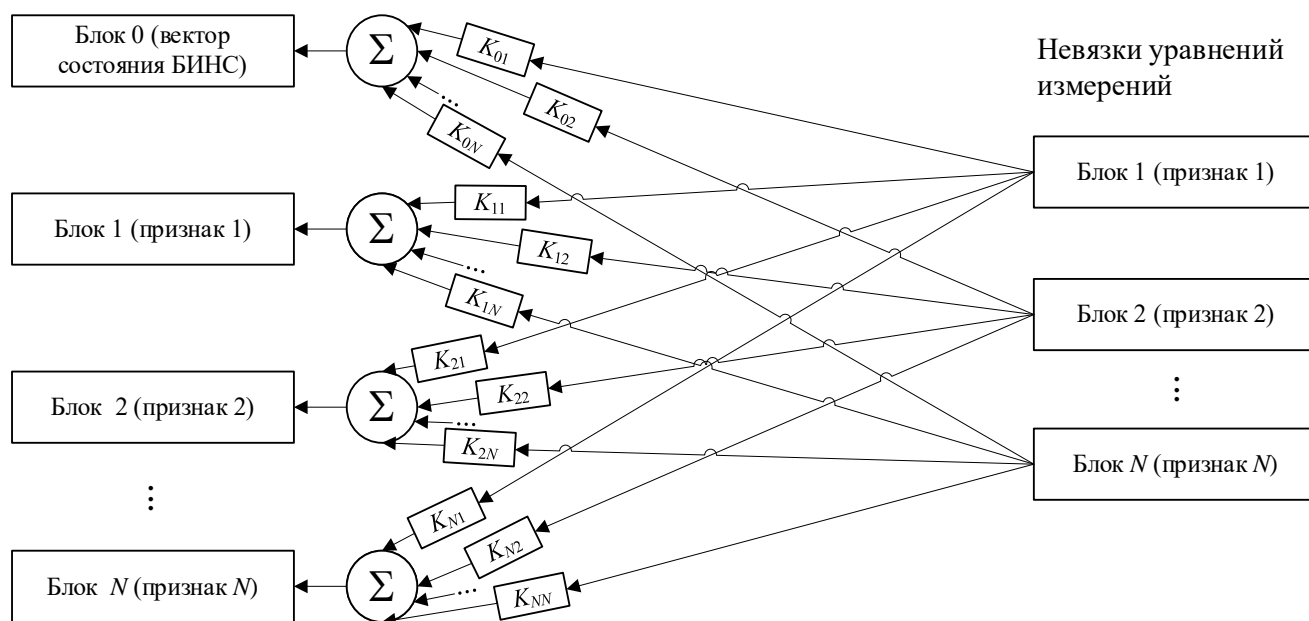 Блок 0 (вектор
состояния БИНС)
Σ
K01
K02
...
K0N
Невязки уравнений
измерений
Блок 1 (признак 1)
Блок 1 (признак 1)
Σ
K11
K12
...
K1N
Блок 2 (признак 2)
Блок 2 (признак 2)
Σ
K21
K22
...
K2N
...
Блок N (признак N)
...
Блок N (признак N)
Σ
KN1
KN2
...
KNN